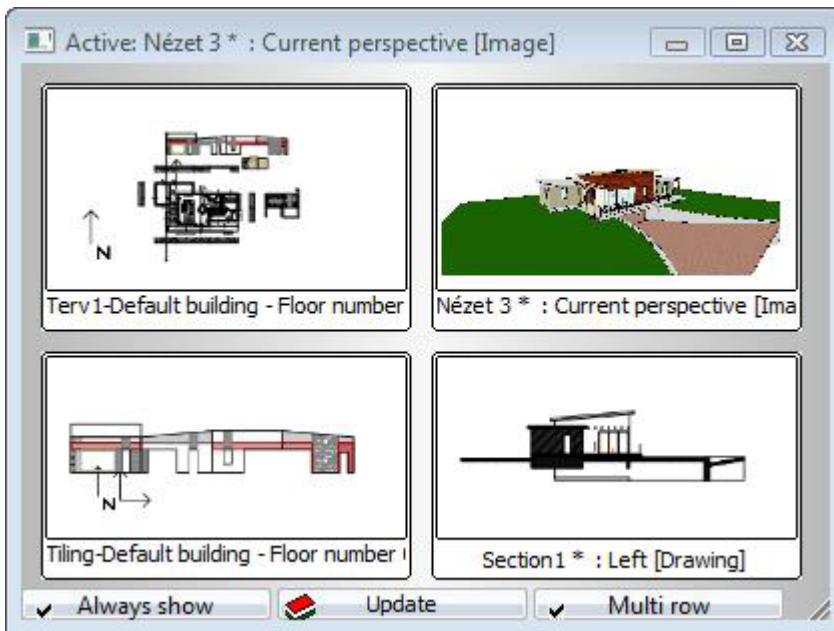 Active: Nézet 3 * : Current perspective [Image]
N
Terv1-Default building - Floor number
Nézet 3 * : Current perspective [Ima
N
Tiling-Default building - Floor number
Section1 * : Left [Drawing]
Always show
Update
Multi row